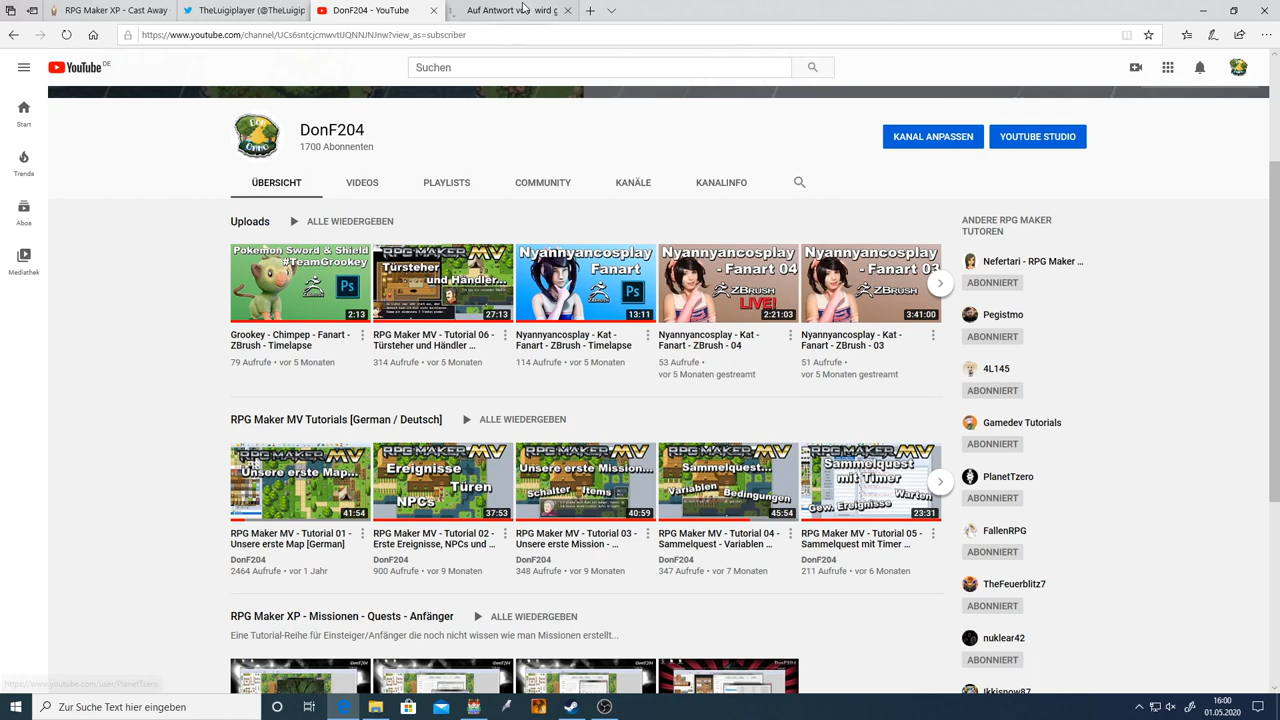 RPG Maker XP - Cast Away
TheLuigiplayer (@TheLuigip
DonF204 - YouTube
Auf Antwort von wird g
https://www.youtube.com/channel/UCs6sntcjcmwvtIJQNNJNJnw?view_as=subscriber
YouTube DE
Suchen
Start
Trends
Abos
Mediathek
DonF204
1700 Abonnenten
KANAL ANPASSEN
YOUTUBE STUDIO
ÜBERSICHT
VIDEOS
PLAYLISTS
COMMUNITY
KANÄLE
KANALINFO
Uploads
ALLE WIEDERGEBEN
Pokemon Sword & Shield
#TeamGrookey
Ps
2:13
RPG MAKER MV
Türsteher
und Händler...
27:13
Nyannyancosplay
Fanart
ZBRUSH
Ps
13:11
Nyannyancosplay
- Fanart 04
ZBRUSH
LIVE!
2:21:03
Nyannyancosplay
- Fanart 03
ZBRUSH
3:41:00
Grookey - Chimpep - Fanart -
ZBrush - Timelapse
79 Aufrufe • vor 5 Monaten
RPG Maker MV - Tutorial 06 -
Türsteher und Händler ...
314 Aufrufe • vor 5 Monaten
Nyannyancosplay - Kat -
Fanart - ZBrush - Timelapse
114 Aufrufe • vor 5 Monaten
Nyannyancosplay - Kat -
Fanart - ZBrush - 04
53 Aufrufe •
vor 5 Monaten gestreamt
Nyannyancosplay - Kat -
Fanart - ZBrush - 03
51 Aufrufe •
vor 5 Monaten gestreamt
RPG Maker MV Tutorials [German / Deutsch]
ALLE WIEDERGEBEN
RPG MAKER MV
Unsere erste Map...
41:54
RPG MAKER MV
Ereignisse
Türen
NPCs
37:53
RPG MAKER MV
Unsere erste Mission...
Schalter
Items
40:59
RPG MAKER MV
Sammelquest...
Variablen
Bedingungen
45:54
RPG MAKER MV
Sammelquest
mit Timer
Warten
Gew. Ereignisse
23:31
RPG Maker MV - Tutorial 01 -
Unsere erste Map [German]
DonF204
2464 Aufrufe • vor 1 Jahr
RPG Maker MV - Tutorial 02 -
Erste Ereignisse, NPCs und ...
DonF204
900 Aufrufe • vor 9 Monaten
RPG Maker MV - Tutorial 03 -
Unsere erste Mission - ...
DonF204
348 Aufrufe • vor 9 Monaten
RPG Maker MV - Tutorial 04 -
Sammelquest - Variablen ...
DonF204
347 Aufrufe • vor 7 Monaten
RPG Maker MV - Tutorial 05 -
Sammelquest mit Timer ...
DonF204
211 Aufrufe • vor 6 Monaten
RPG Maker XP - Missionen - Quests - Anfänger
ALLE WIEDERGEBEN
Eine Tutorial-Reihe für Einsteiger/Anfänger die noch nicht wissen wie man Missionen erstellt...
DonF204
DonF204
DonF204
DonF204
ANDERE RPG MAKER
TUTOREN
Nefertari - RPG Maker ...
ABONNIERT
Pegistmo
ABONNIERT
4L145
ABONNIERT
Gamedev Tutorials
ABONNIERT
PlanetTzero
ABONNIERT
FallenRPG
ABONNIERT
TheFeuerblitz7
ABONNIERT
nuklear42
ABONNIERT
Ikkisnow87
https://www.youtube.com/user/PlanetTzero
Zur Suche Text hier eingeben
16:00
01.05.2020